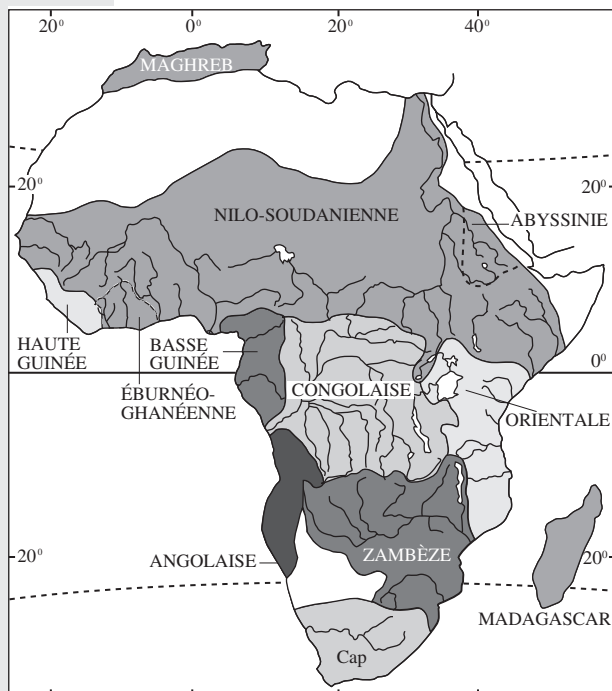 20° 0° 20° 40°
MAGHREB
20° 20°
NILO-SOUDANIENNE
ABYSSINIE
HAUTE
GUINÉE
BASSE
GUINÉE
0°
CONGOLAISE
ÉBURNÉO-
GHANÉENNE
ORIENTALE
ANGOLAISE
ZAMBÈZE
20° 20°
MADAGASCAR
Cap